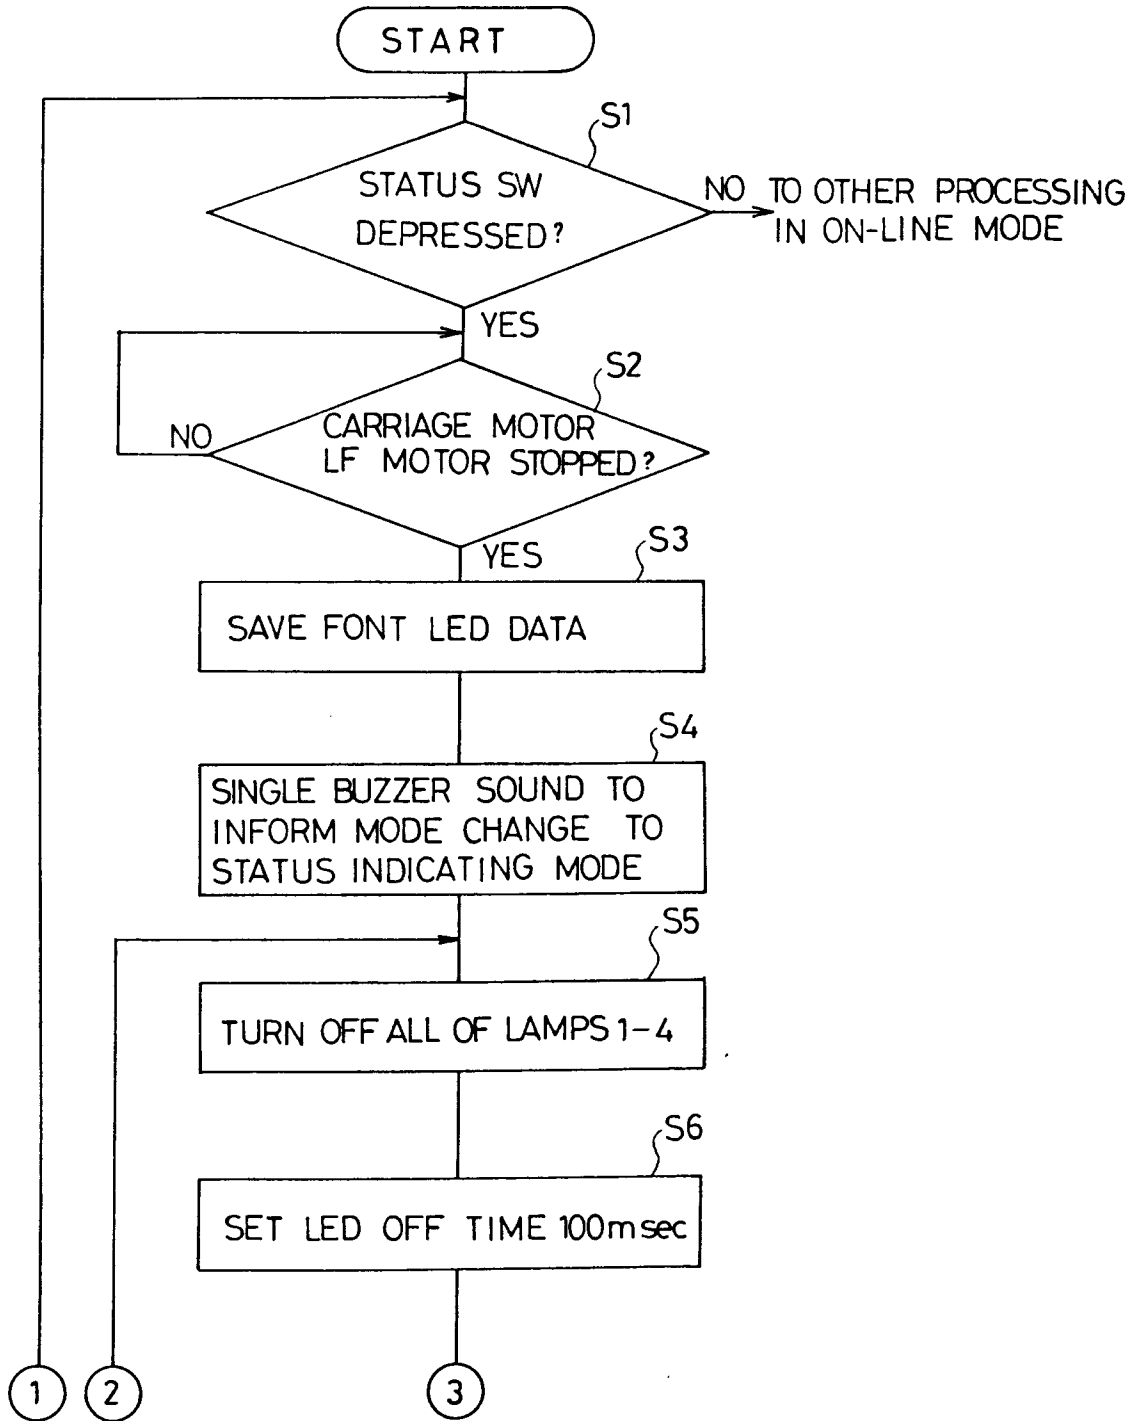 START
S1
STATUS SW
DEPRESSED?
NO TO OTHER PROCESSING
IN ON-LINE MODE
YES
S2
CARRIAGE MOTOR
LF MOTOR STOPPED?
NO
YES
S3
SAVE FONT LED DATA
S4
SINGLE BUZZER SOUND TO
INFORM MODE CHANGE TO
STATUS INDICATING MODE
S5
TURN OFF ALL OF LAMPS 1-4
S6
SET LED OFF TIME 100msec
1 2 3